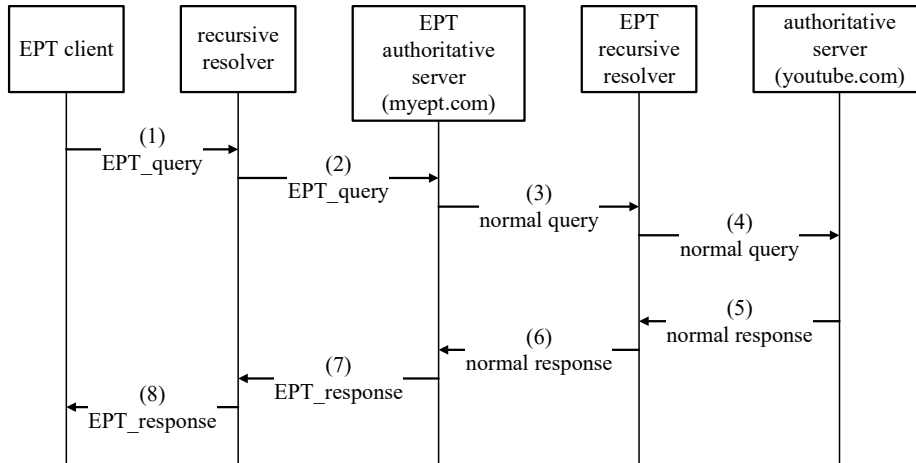 EPT client
recursive
resolver
EPT
authoritative
server
(myept.com)
EPT
recursive
resolver
authoritative
server
(youtube.com)
(1)
EPT_query
(2)
EPT_query
(3)
normal query
(4)
normal query
(5)
normal response
(6)
normal response
(7)
EPT_response
(8)
EPT_response